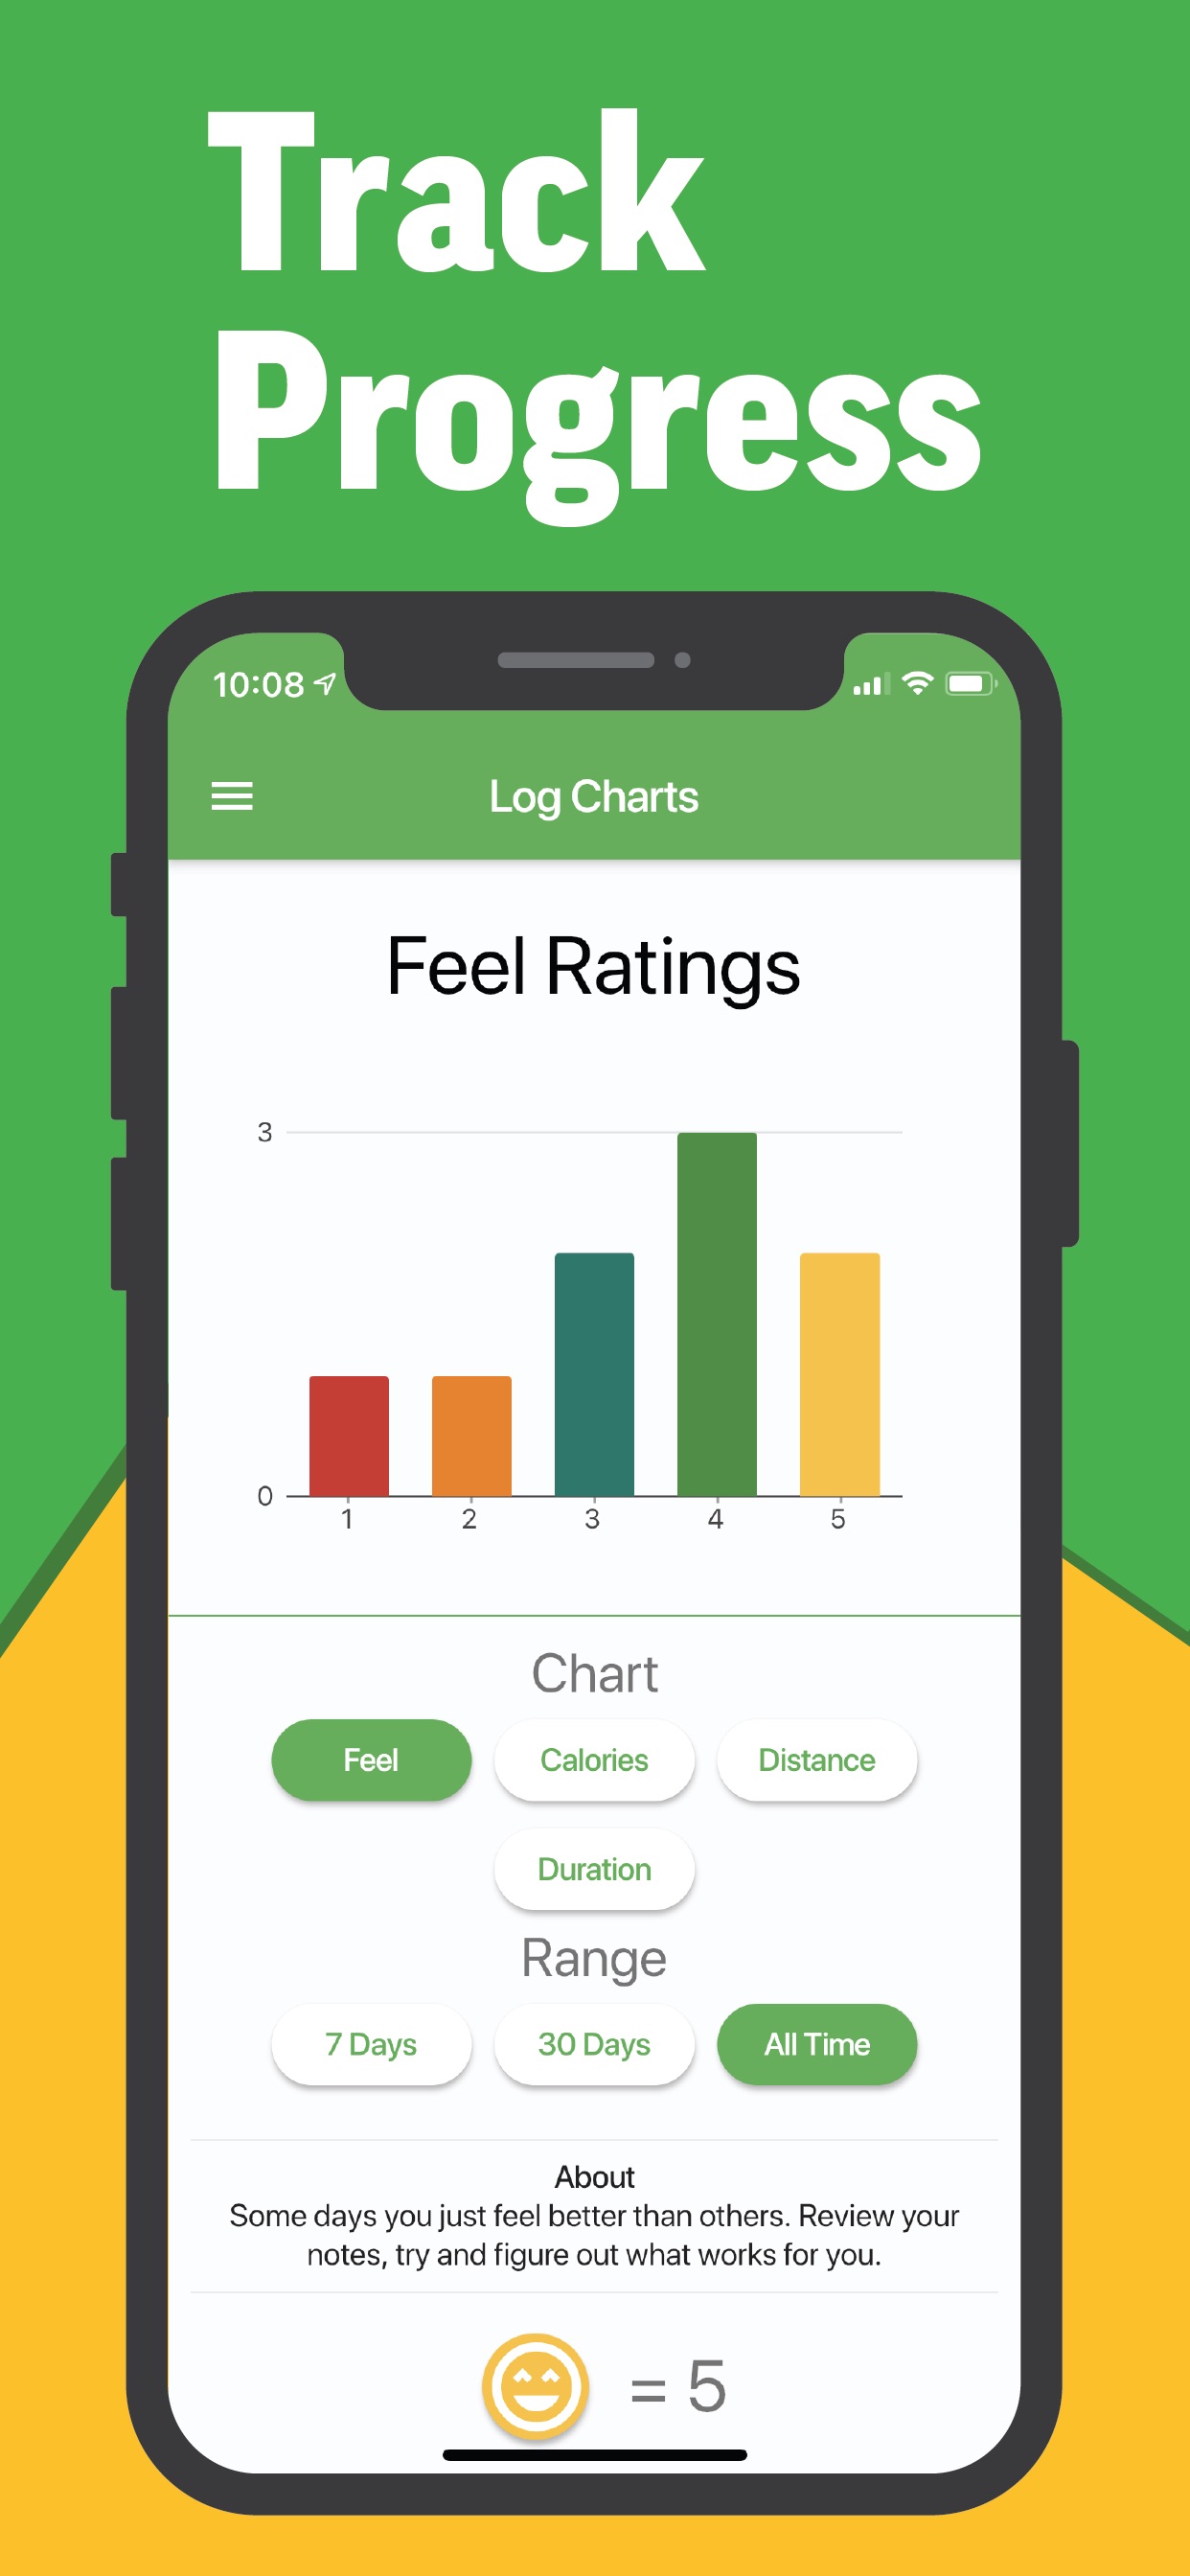 Track
Progress
10:08
Log Charts
Feel Ratings
3
0
1 2 3 4 5
Chart
Feel Calories Distance
Duration
Range
7 Days 30 Days All Time
About
Some days you just feel better than others. Review your
notes, try and figure out what works for you.
= 5